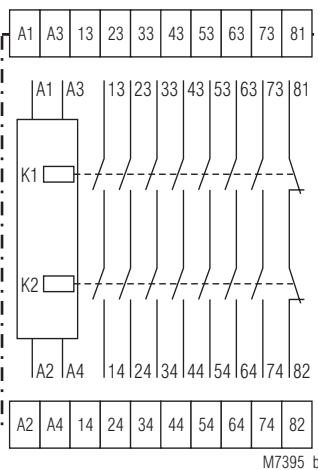 A1 A3 13 23 33 43 53 63 73 81
A1 A3 13 23 33 43 53 63 73 81
K1
K2
A2 A4 14 24 34 44 54 64 74 82
A2 A4 14 24 34 44 54 64 74 82
M7395 b